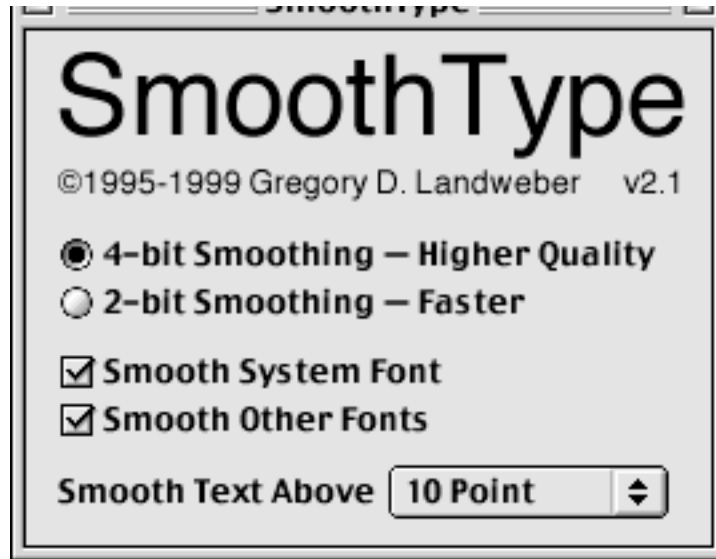 SmoothType
SmoothType
©1995-1999 Gregory D. Landweber v2.1
4-bit Smoothing — Higher Quality
2-bit Smoothing — Faster
Smooth System Font
Smooth Other Fonts
Smooth Text Above 10 Point